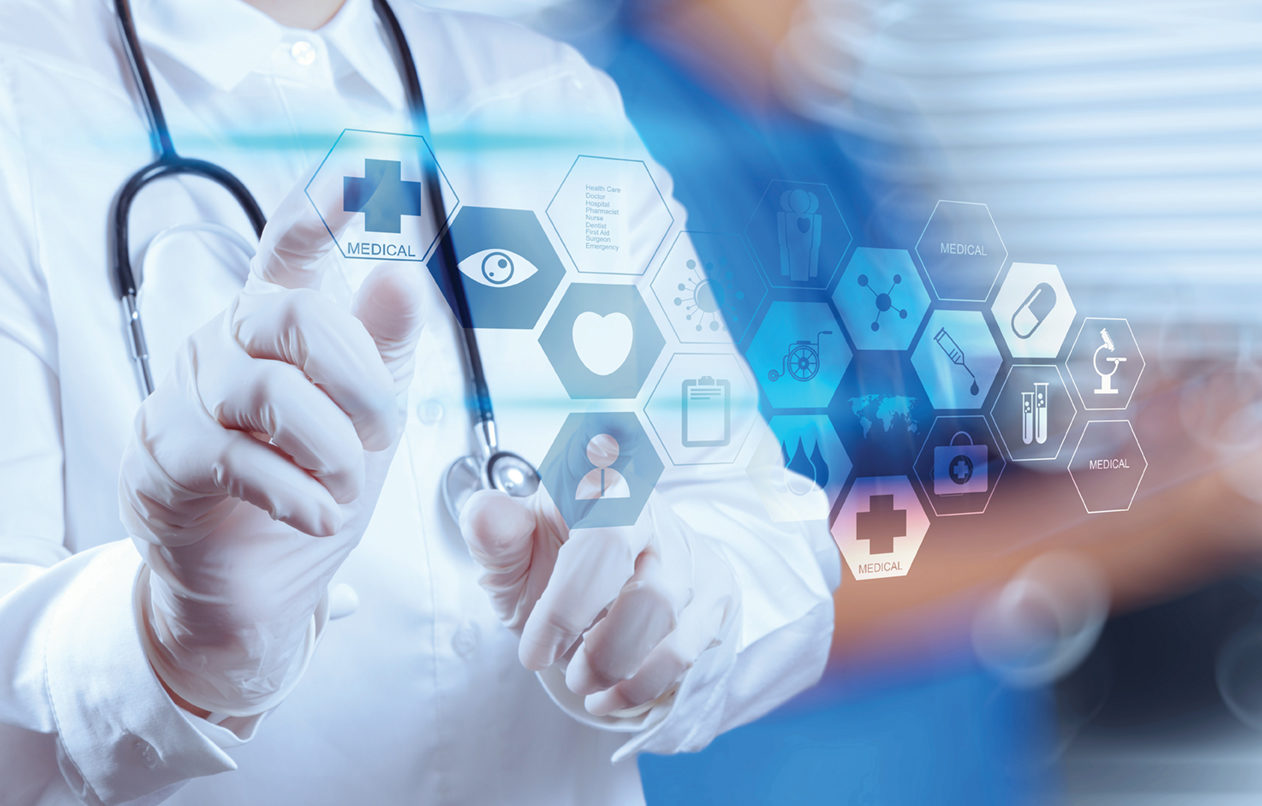 MEDICAL
Health Care
Doctor
Hospital
Pharmacist
Nurse
Dentist
First Aid
Surgeon
Emergency
MEDICAL
MEDICAL
MEDICAL